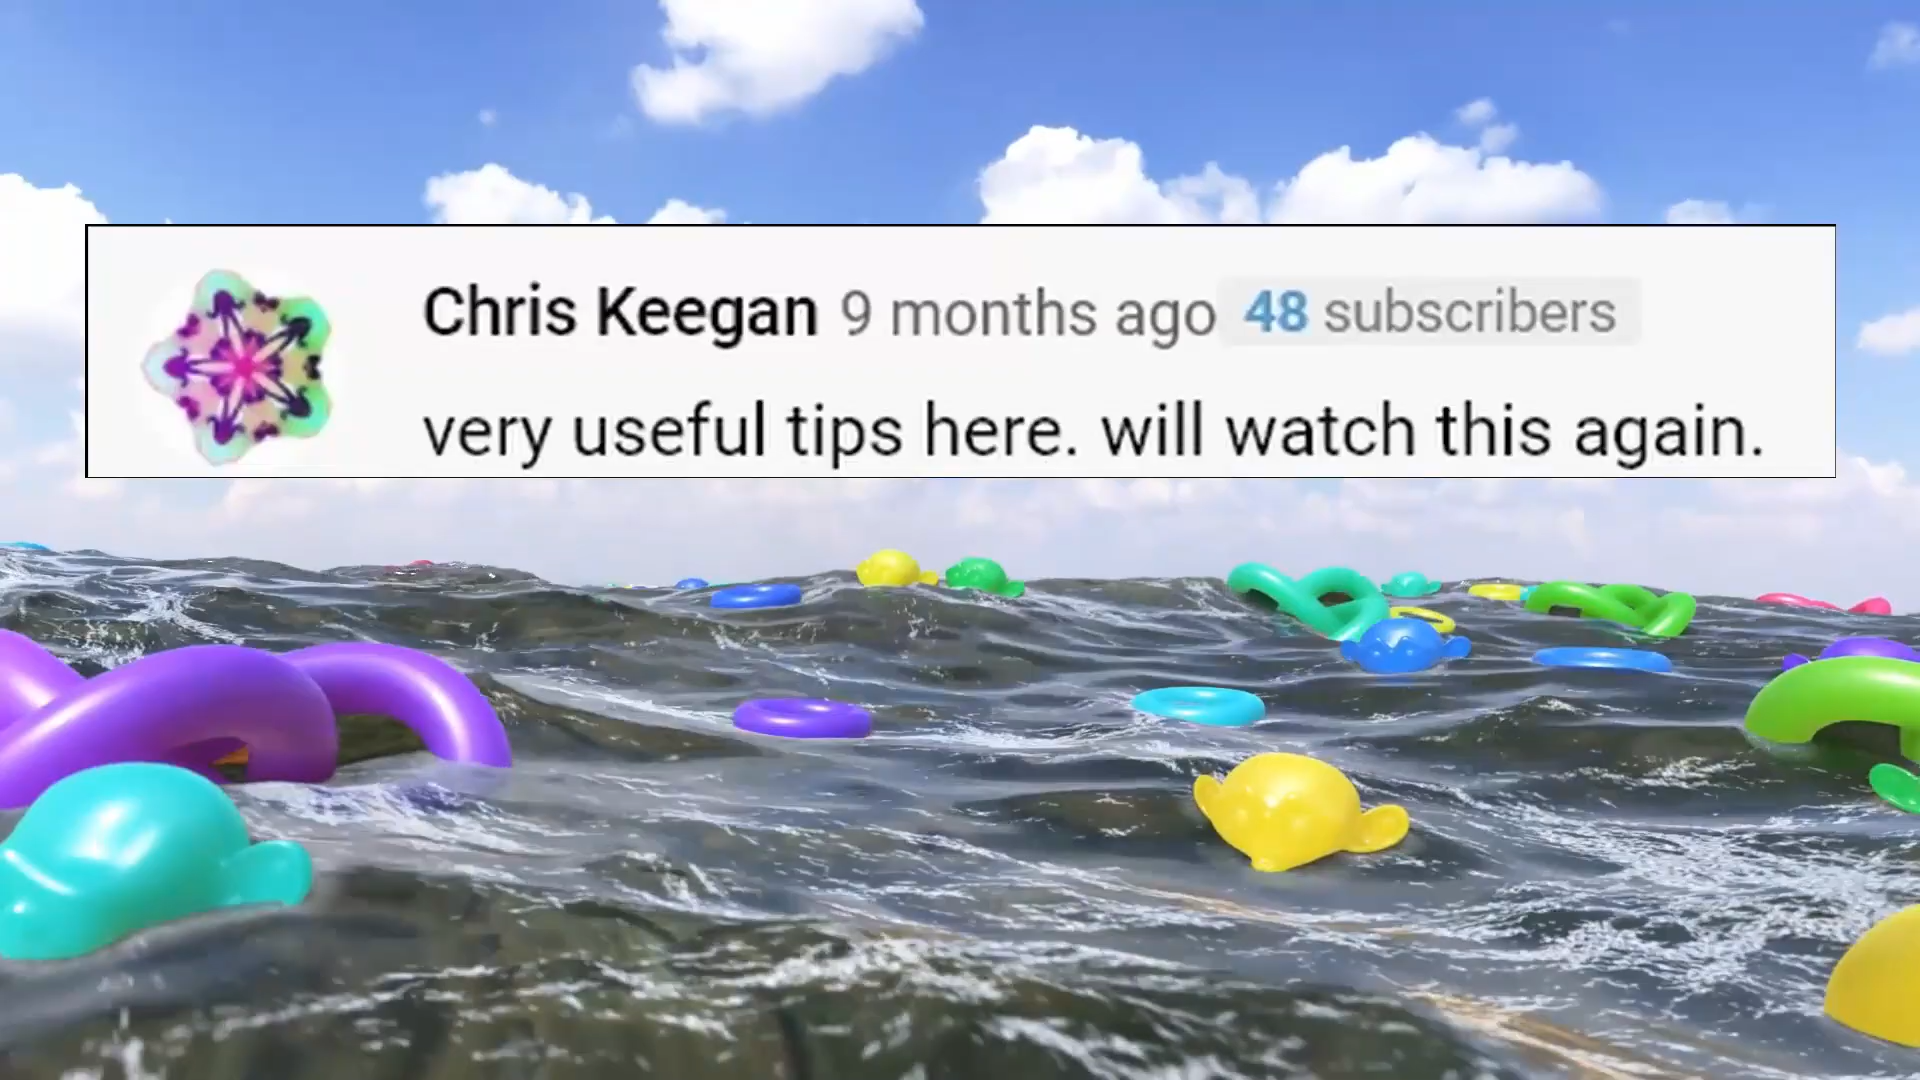 Chris Keegan 9 months ago 48 subscribers
very useful tips here. will watch this again.